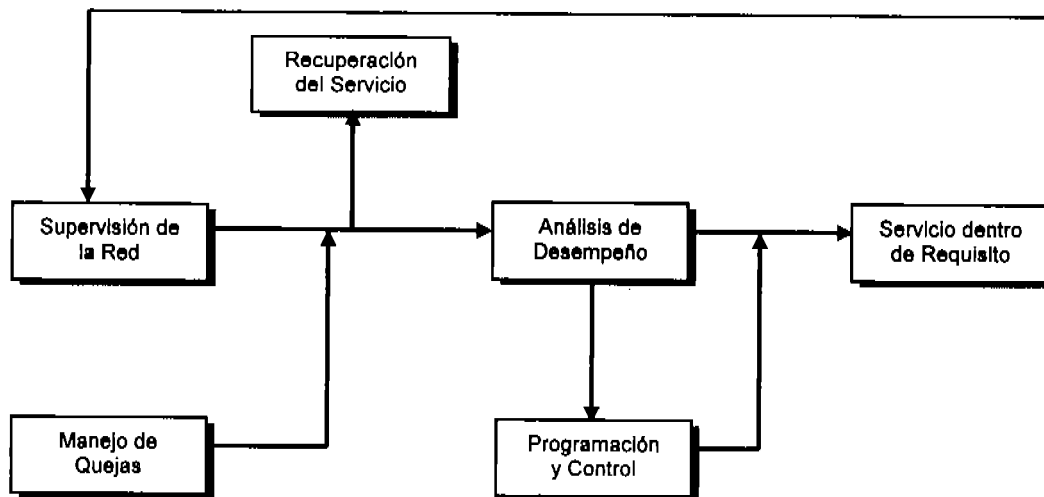 Recuperación
del Servicio
Supervisión de
la Red
Análisis de
Desempeño
Servicio dentro
de Requisito
Manejo de
Quejas
Programación
y Control